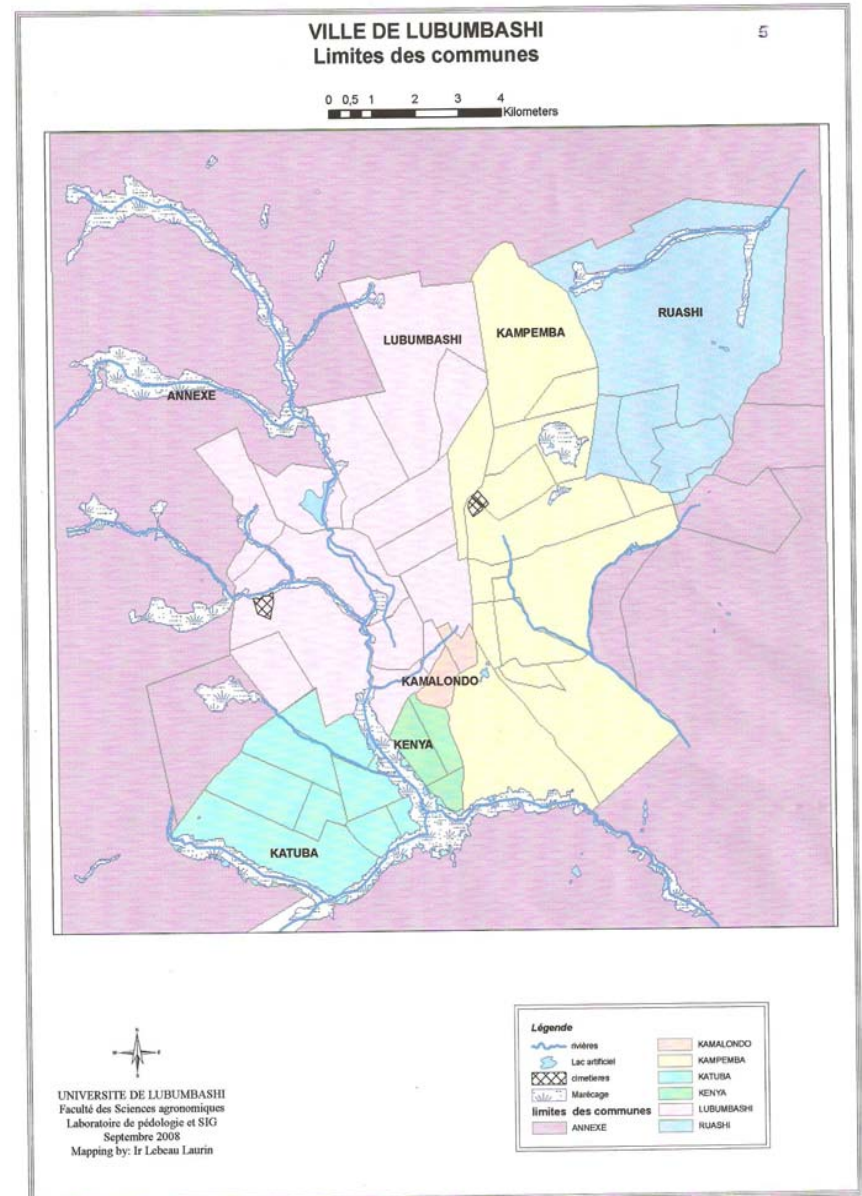 VILLE DE LUBUMBASHI
Limites des communes
5
0 0,5 1 2 3 4
Kilometers
RUASHI
KAMPEMBA
LUBUMBASHI
ANNEXE
KAMALONDO
KENYA
KATUBA
N
UNIVERSITE DE LUBUMBASHI
Faculté des Sciences agronomiques
Laboratoire de pédologie et SIG
Septembre 2008
Mapping by: Ir Lebeau Laurin
Légende
rivières
Lac artificiel
cimetieres
Marécage
limites des communes
ANNEXE
KAMALONDO
KAMPEMBA
KATUBA
KENYA
LUBUMBASHI
RUASHI